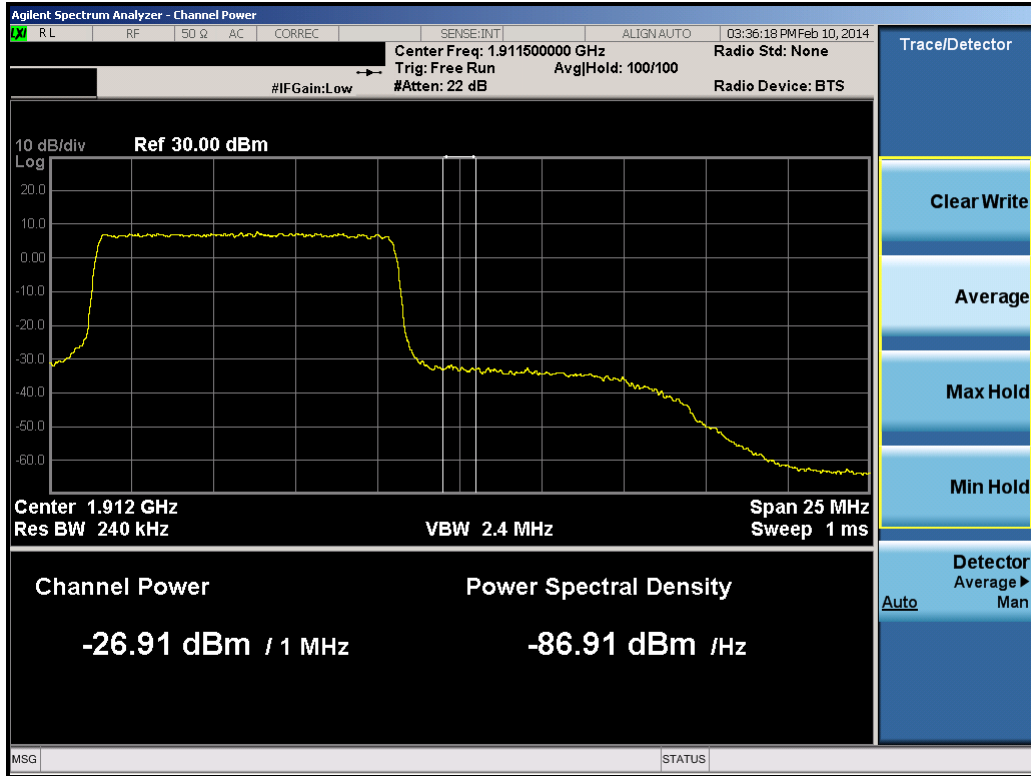 Agilent Spectrum Analyzer - Channel Power
LXI RL RF 50 Ω AC CORREC SENSE:INT ALIGN AUTO 03:36:18 PM Feb 10, 2014
Center Freq: 1.911500000 GHz Radio Std: None
Trig: Free Run Avg|Hold: 100/100
#IFGain:Low #Atten: 22 dB Radio Device: BTS
10 dB/div Ref 30.00 dBm
Log
20.0
10.0
0.00
-10.0
-20.0
-30.0
-40.0
-50.0
-60.0
Center 1.912 GHz Span 25 MHz
Res BW 240 kHz VBW 2.4 MHz Sweep 1 ms
Channel Power Power Spectral Density
-26.91 dBm / 1 MHz -86.91 dBm /Hz
MSG STATUS
Trace/Detector
Clear Write
Average
Max Hold
Min Hold
Detector
Average
Auto Man